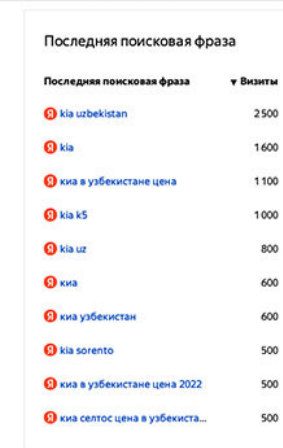 Последняя поисковая фраза
Последняя поисковая фраза ▼ Визиты
Я kia uzbekistan 2 500
Я kia 1 600
Я киа в узбекистане цена 1 100
Я kia k5 1 000
Я kia uz 800
Я киа 600
Я киа узбекистан 600
Я kia sorento 500
Я киа в узбекистане цена 2022 500
Я киа селтос цена в узбекиста... 500